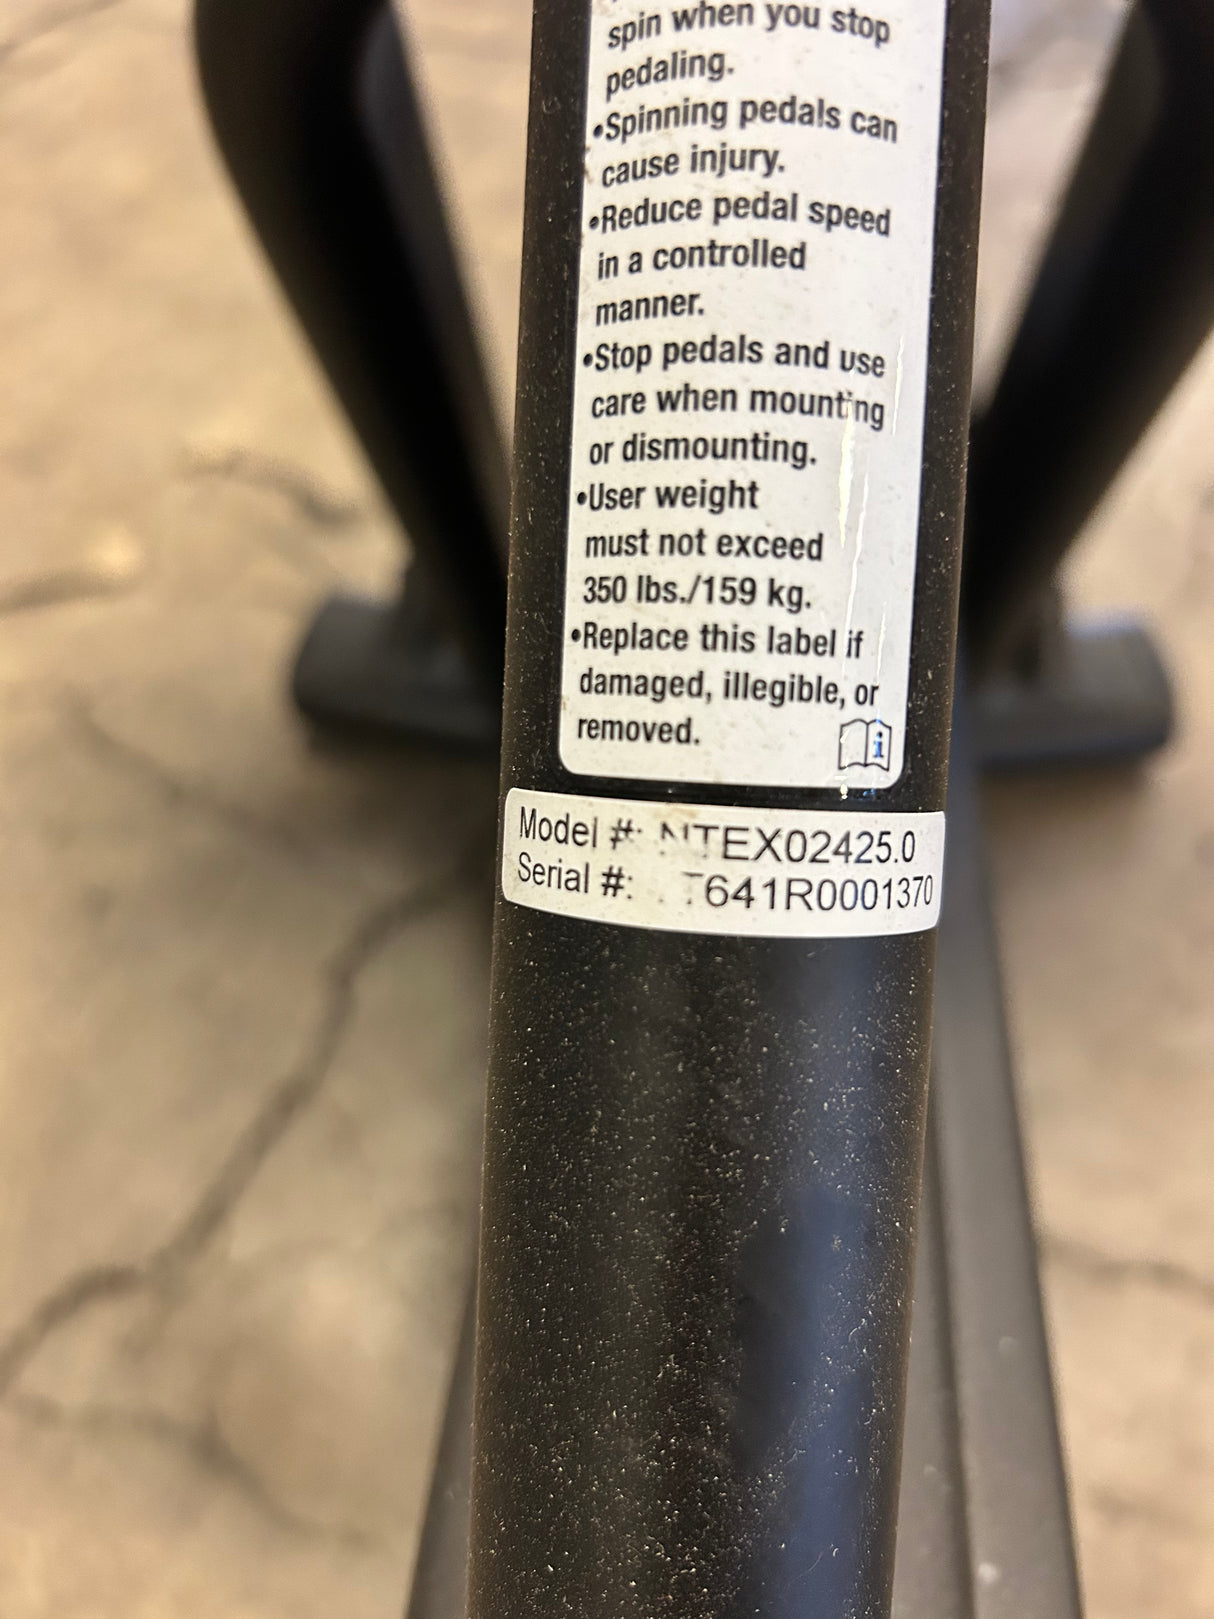 spin when you stop
pedaling.
•Spinning pedals can
cause injury.
•Reduce pedal speed
in a controlled
manner.
•Stop pedals and use
care when mounting
or dismounting.
•User weight
must not exceed
350 lbs./159 kg.
•Replace this label if
damaged, illegible, or
removed.
i
Model #: NTEX02425.0
Serial #: